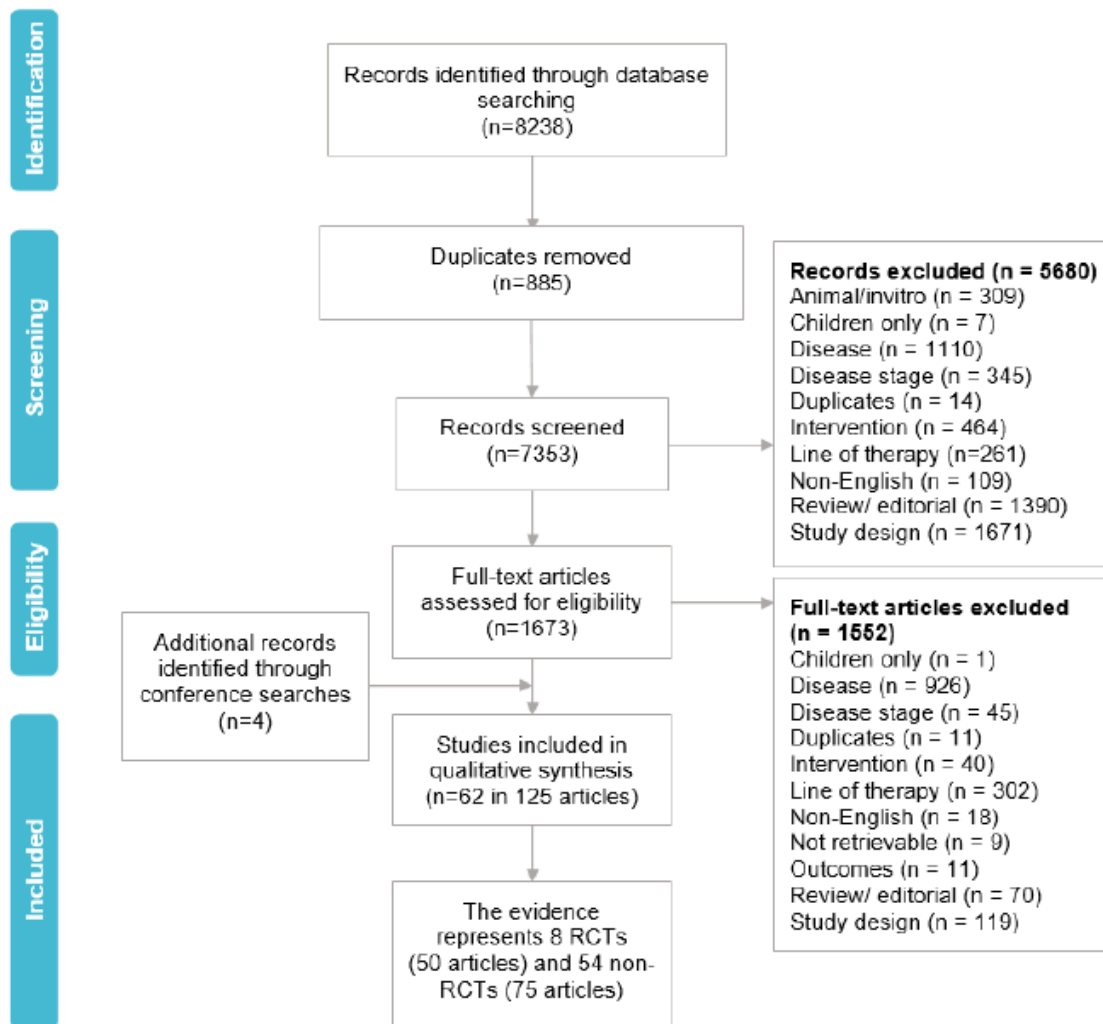 Identification
Records identified through database
searching
(n=8238)
Screening
Duplicates removed
(n=885)
Records screened
(n=7353)
Records excluded (n = 5680)
Animal/invitro (n = 309)
Children only (n = 7)
Disease (n = 1110)
Disease stage (n = 345)
Duplicates (n = 14)
Intervention (n = 464)
Line of therapy (n=261)
Non-English (n = 109)
Review/ editorial (n = 1390)
Study design (n = 1671)
Eligibility
Full-text articles
assessed for eligibility
(n=1673)
Full-text articles excluded
(n = 1552)
Children only (n = 1)
Disease (n = 926)
Disease stage (n = 45)
Duplicates (n = 11)
Intervention (n = 40)
Line of therapy (n = 302)
Non-English (n = 18)
Not retrievable (n = 9)
Outcomes (n = 11)
Review/ editorial (n = 70)
Study design (n = 119)
Additional records
identified through
conference searches
(n=4)
Included
Studies included in
qualitative synthesis
(n=62 in 125 articles)
The evidence
represents 8 RCTs
(50 articles) and 54 non-
RCTs (75 articles)